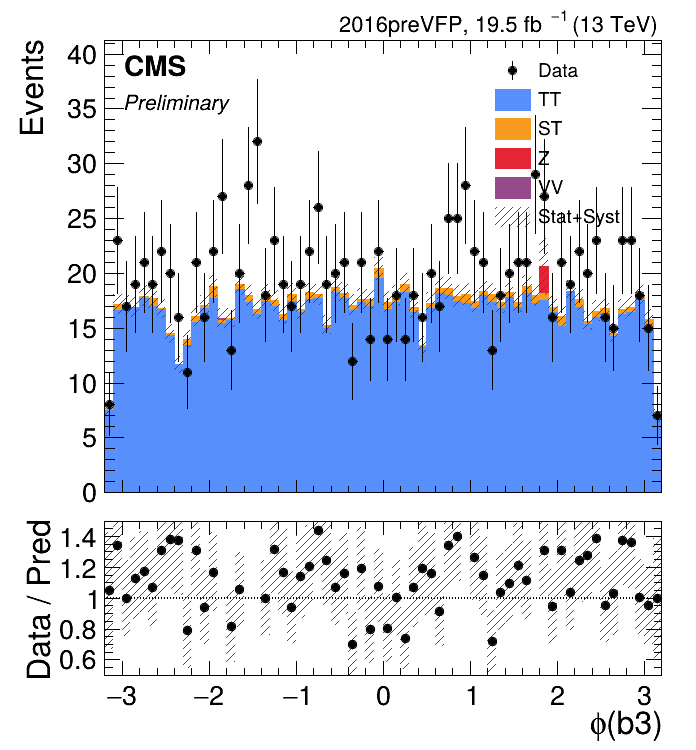 2016preVFP, 19.5 fb⁻¹ (13 TeV)
CMS
Preliminary
Data
TT
ST
Z
VV
Stat+Syst
Events
40
35
30
25
20
15
10
5
0
Data / Pred
1.4
1.2
1
0.8
0.6
−3 −2 −1 0 1 2 3
ϕ(b3)